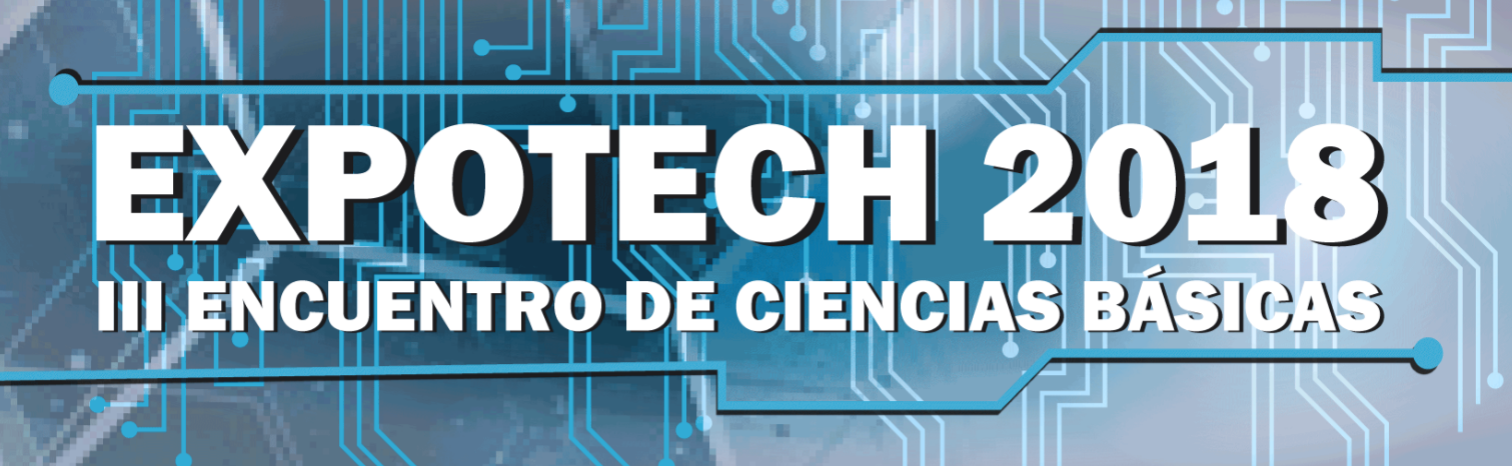 EXPOTECH 2018
III ENCUENTRO DE CIENCIAS BÁSICAS